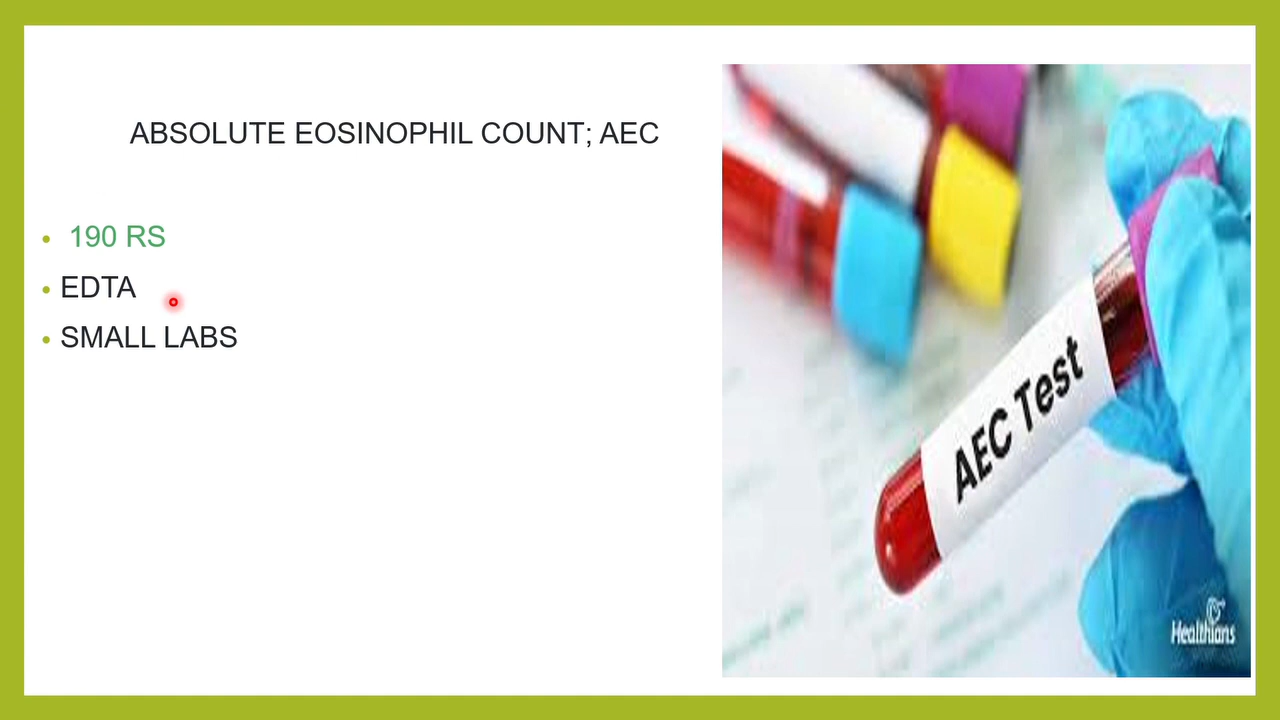 ABSOLUTE EOSINOPHIL COUNT; AEC
190 RS
EDTA
SMALL LABS
AEC Test
Healthians